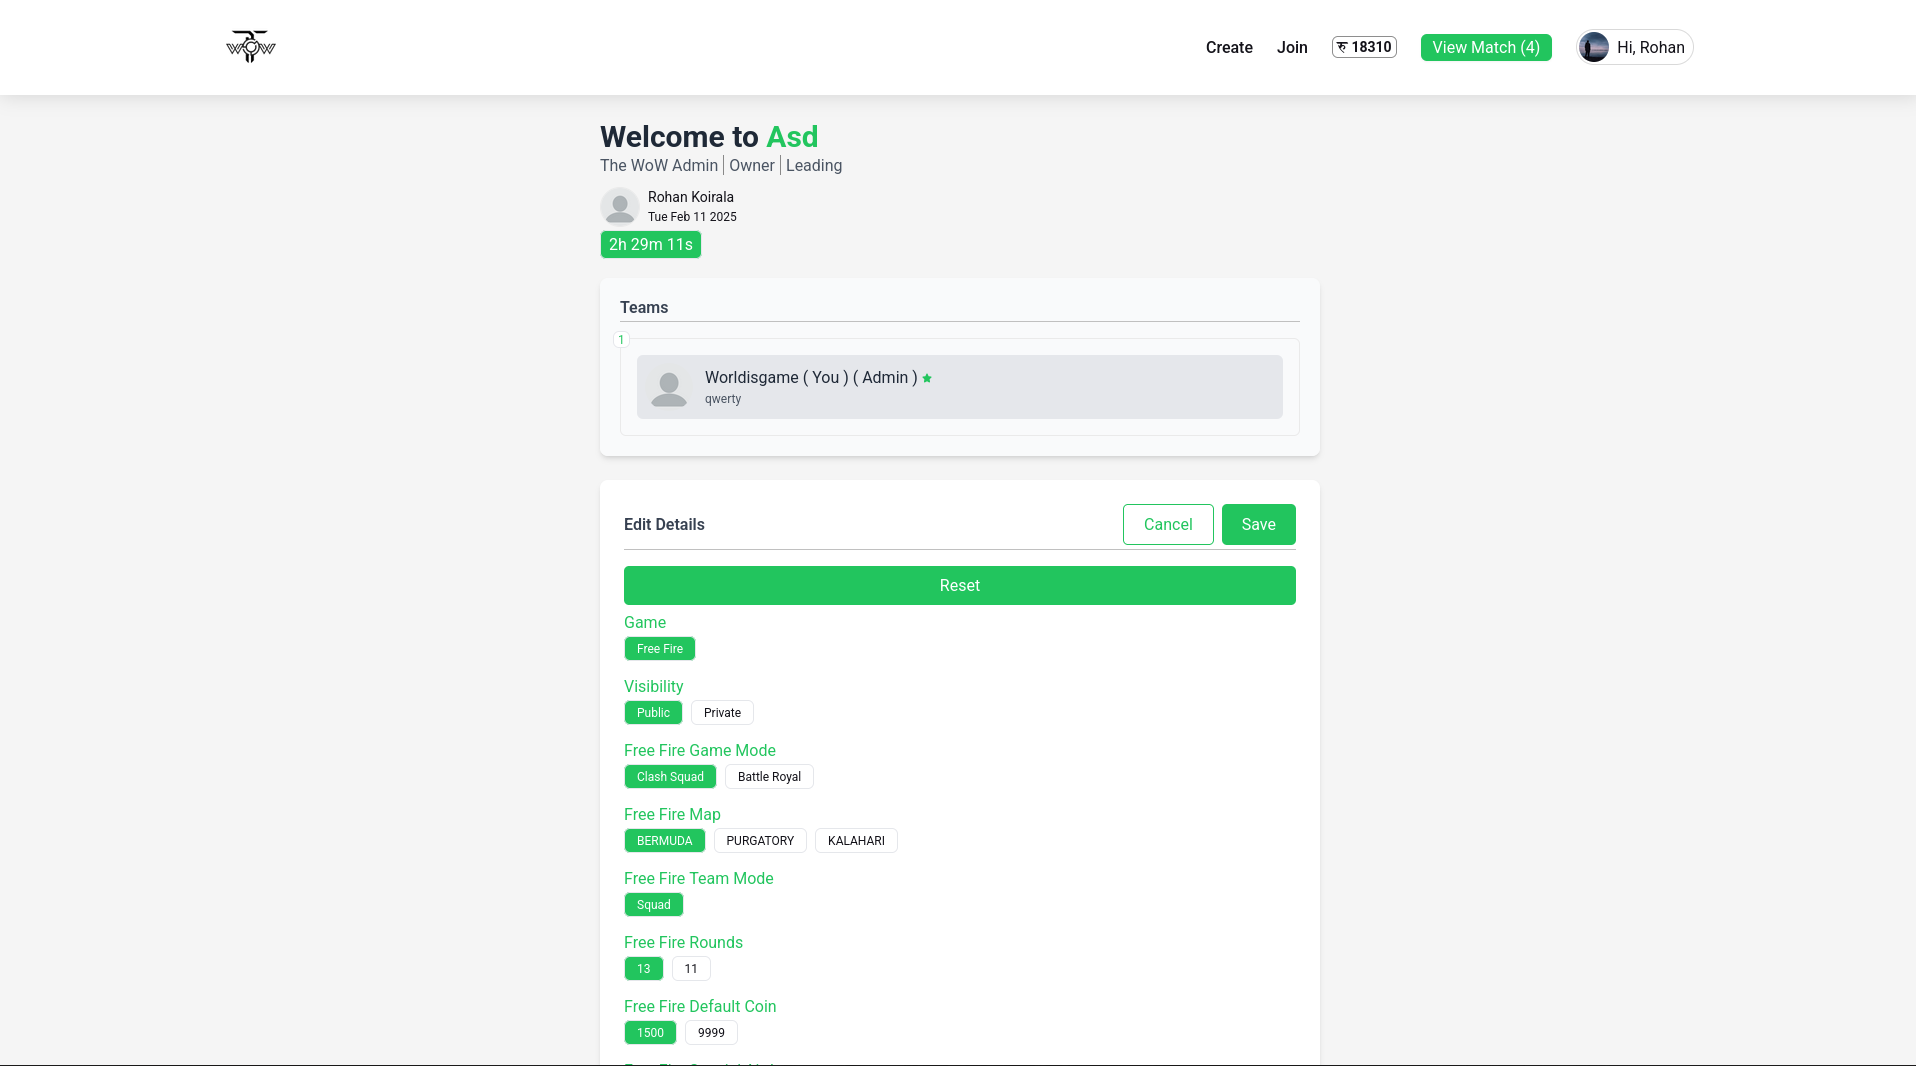 WOW
Create Join रु 18310 View Match (4) Hi, Rohan
Welcome to Asd
The WoW Admin Owner Leading
Rohan Koirala
Tue Feb 11 2025
2h 29m 11s
Teams
1
Worldisgame ( You ) ( Admin )
qwerty
Edit Details Cancel Save
Reset
Game
Free Fire
Visibility
Public Private
Free Fire Game Mode
Clash Squad Battle Royal
Free Fire Map
BERMUDA PURGATORY KALAHARI
Free Fire Team Mode
Squad
Free Fire Rounds
13 11
Free Fire Default Coin
1500 9999